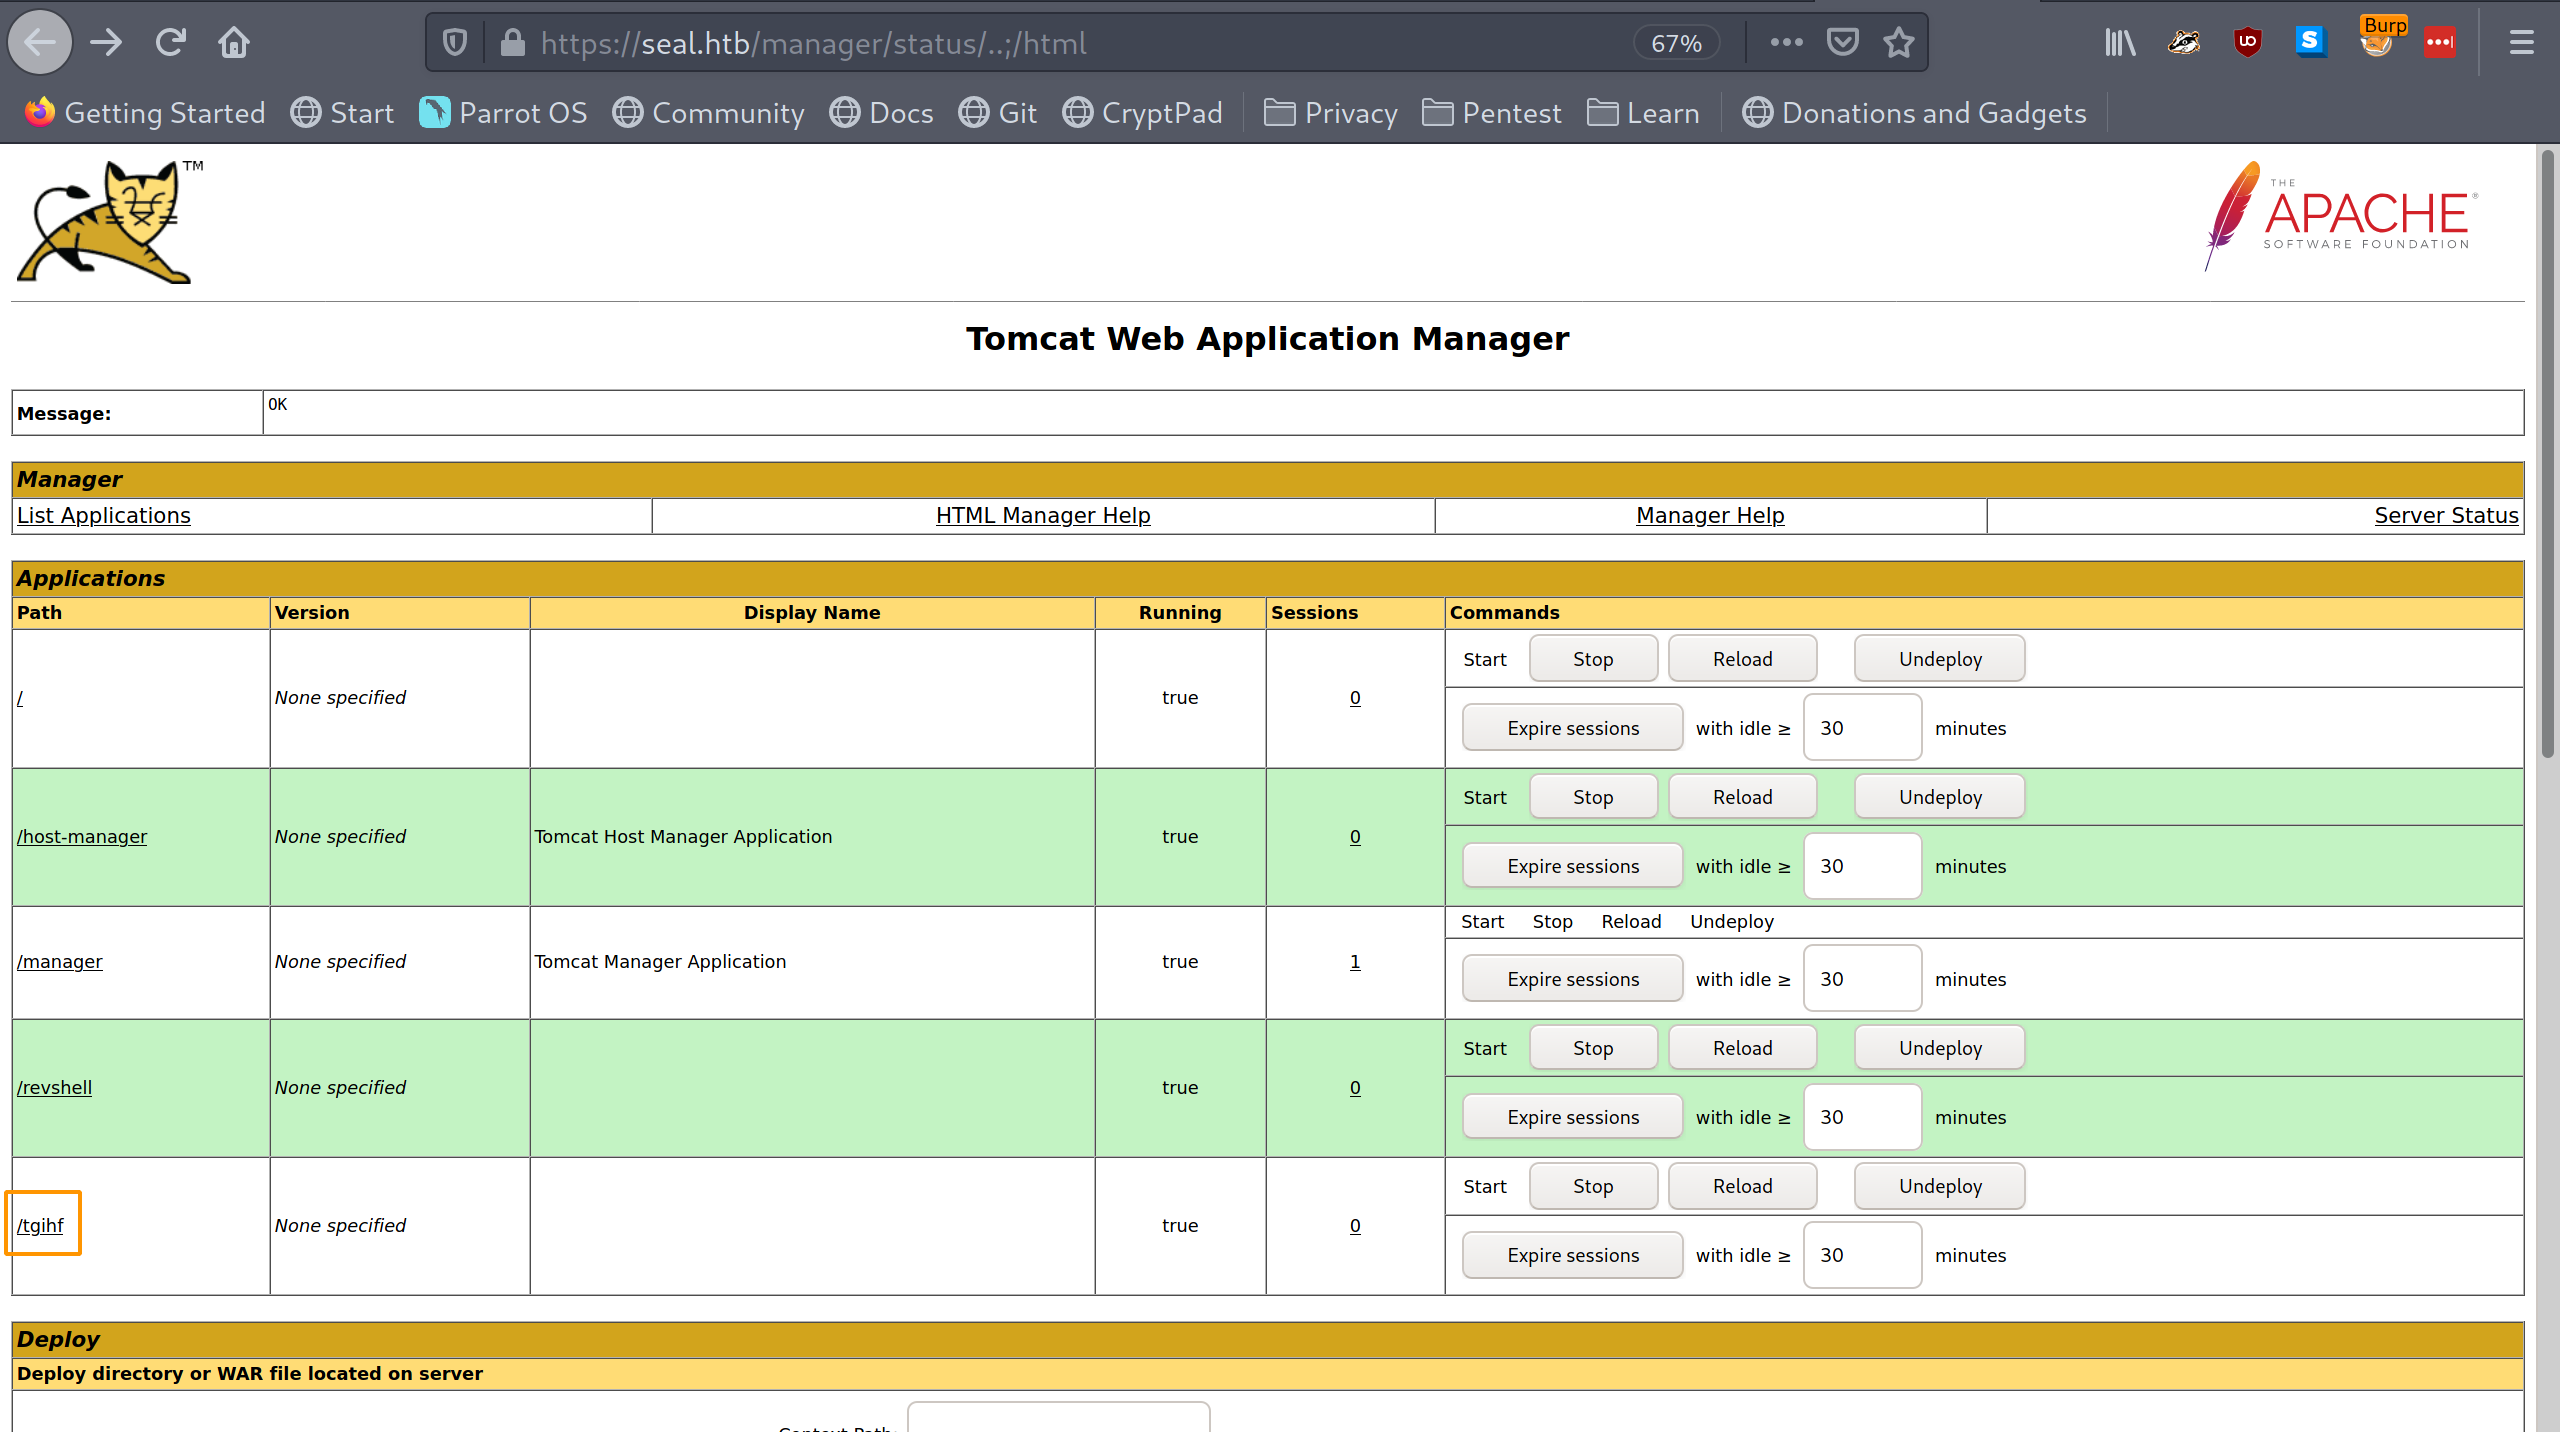 https://seal.htb/manager/status/..;/html
67%
Burp
Getting Started
Start
Parrot OS
Community
Docs
Git
CryptPad
Privacy
Pentest
Learn
Donations and Gadgets
TM
THE
APACHE®
SOFTWARE FOUNDATION
Tomcat Web Application Manager
Message: OK
Manager
List Applications HTML Manager Help Manager Help Server Status
Applications
Path Version Display Name Running Sessions Commands
Start Stop Reload Undeploy
/ None specified true 0
Expire sessions with idle ≥ 30 minutes
Start Stop Reload Undeploy
/host-manager None specified Tomcat Host Manager Application true 0
Expire sessions with idle ≥ 30 minutes
Start Stop Reload Undeploy
/manager None specified Tomcat Manager Application true 1
Expire sessions with idle ≥ 30 minutes
Start Stop Reload Undeploy
/revshell None specified true 0
Expire sessions with idle ≥ 30 minutes
Start Stop Reload Undeploy
/tgihf None specified true 0
Expire sessions with idle ≥ 30 minutes
Deploy
Deploy directory or WAR file located on server